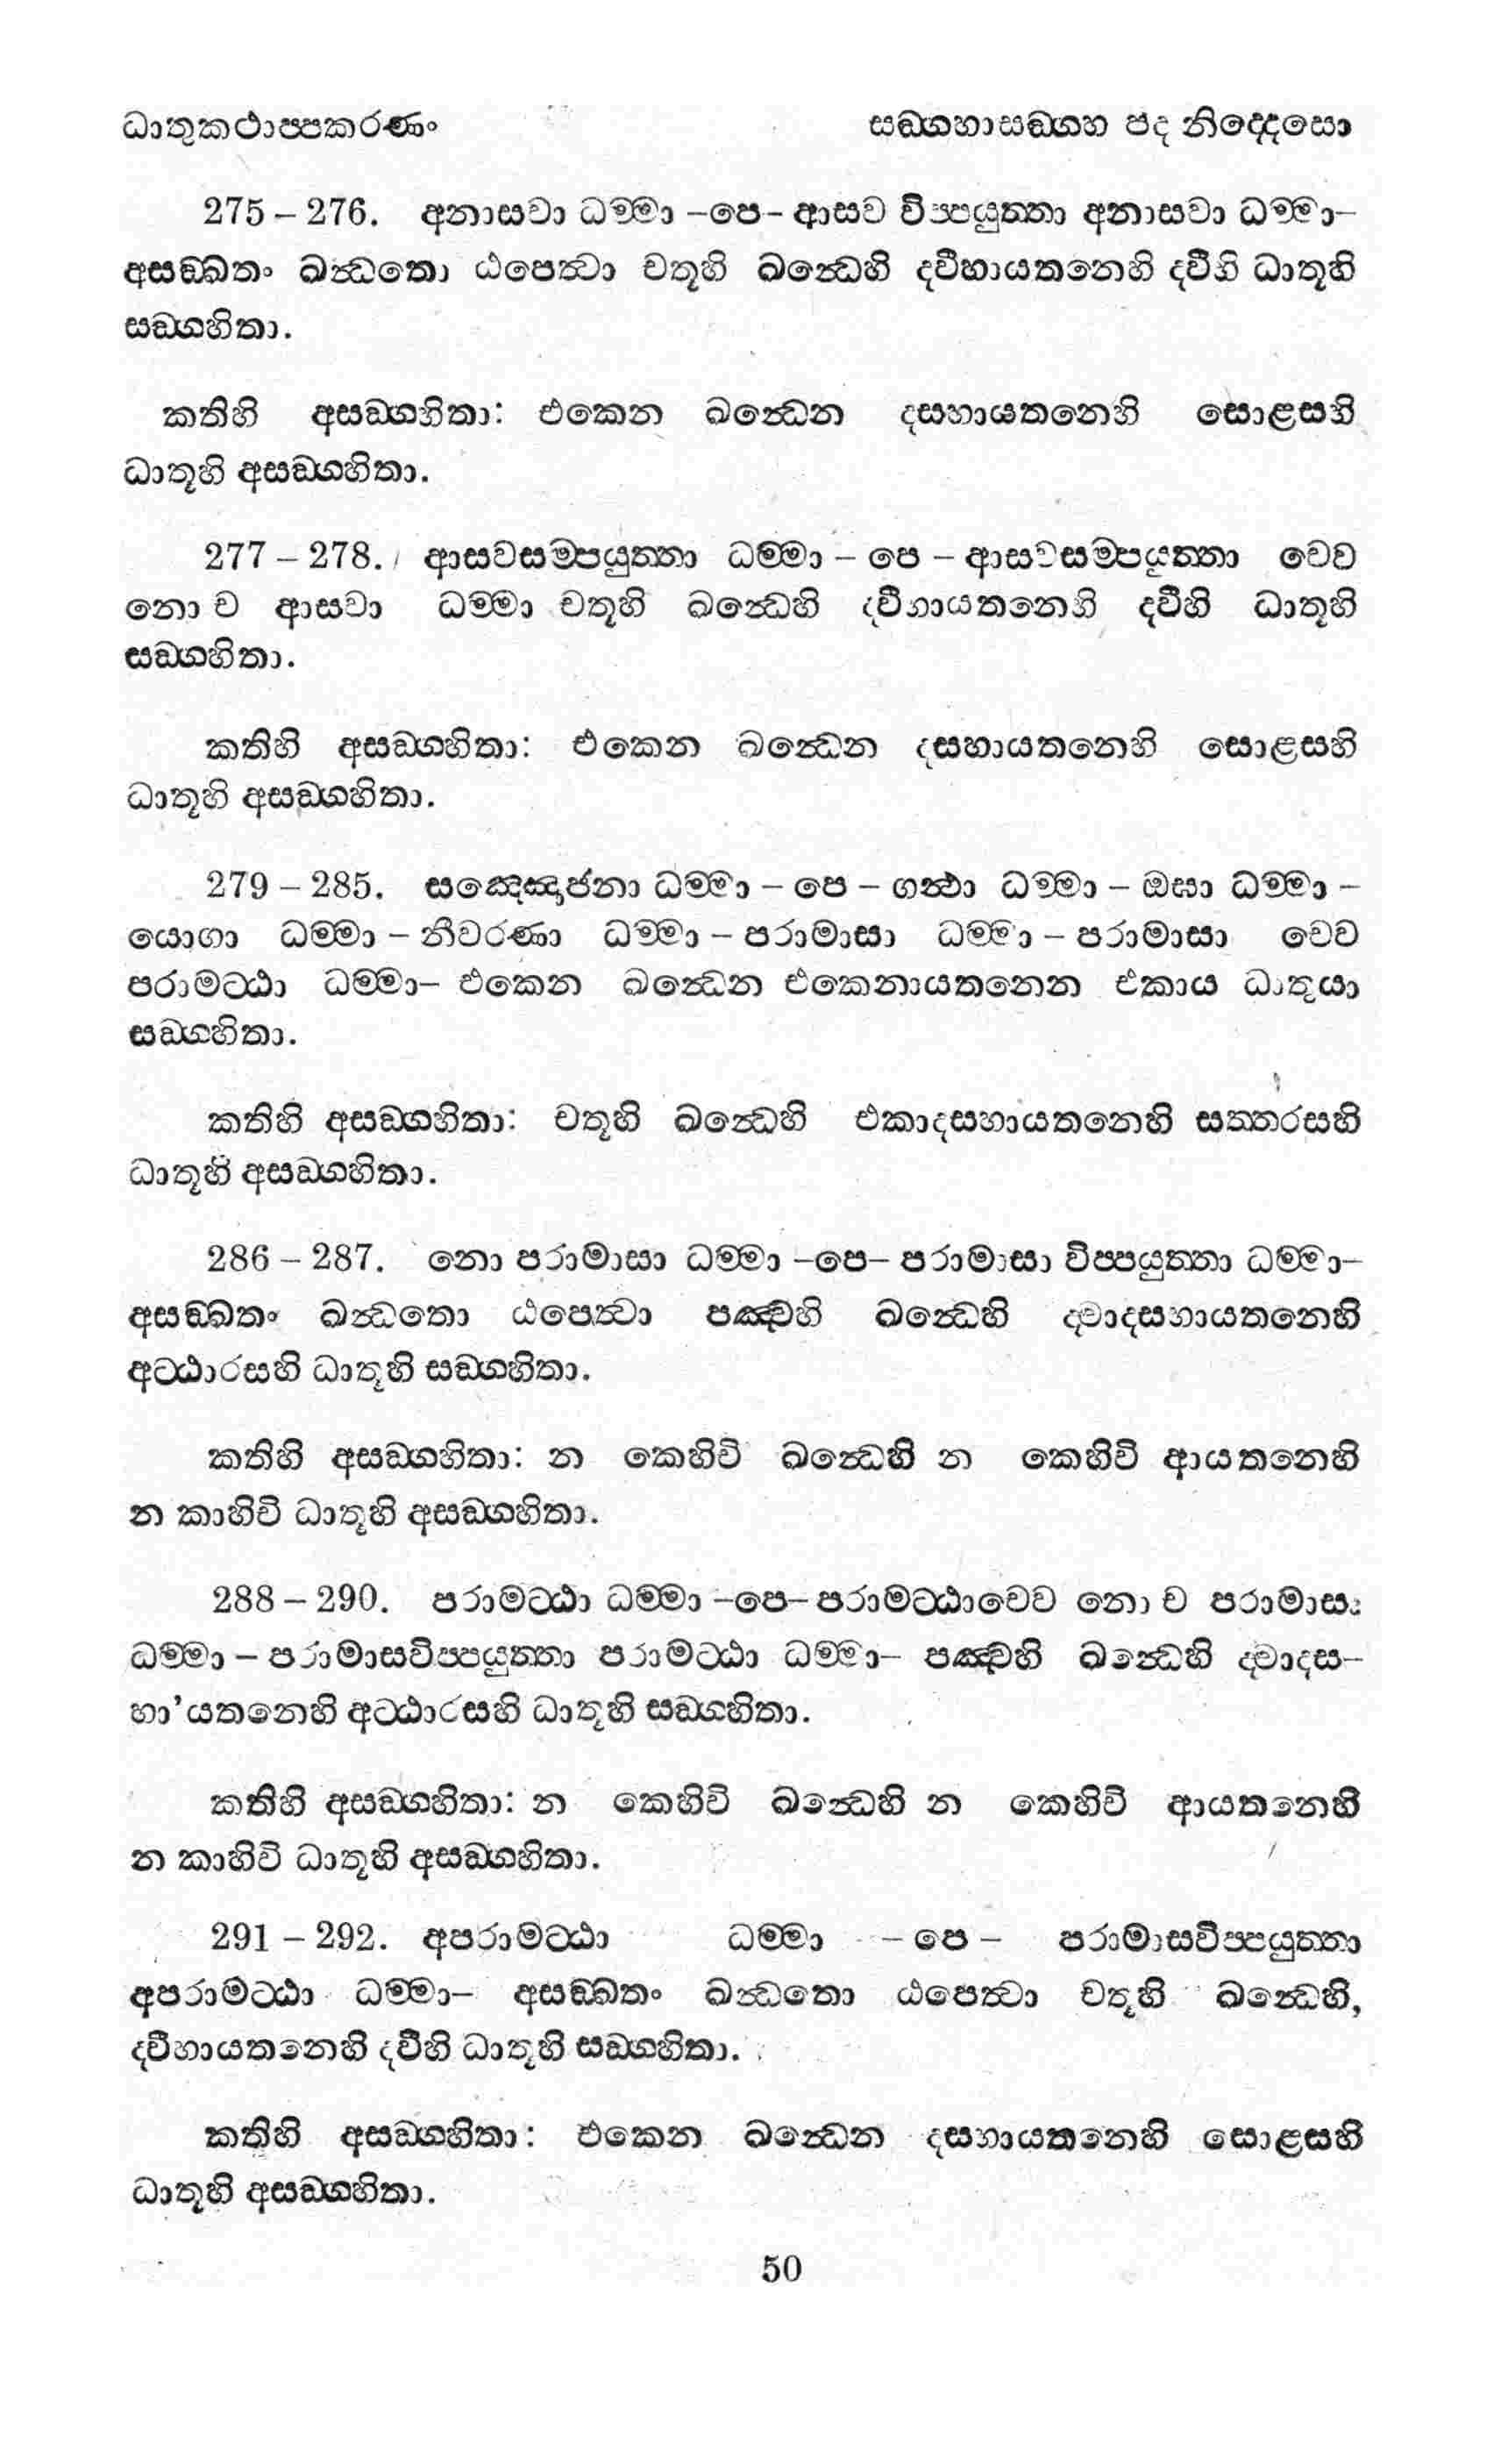 ධාතුකථාප්පකරණං සඞ්ගහාසඞ්ගහ පද නිද්දෙසො
275 – 276. අනාසවා ධම්මා –පෙ– ආසව විප්පයුත්තා අනාසවා ධම්මා–
අසඞ්ඛතං ඛන්ධතො ඨපෙත්වා චතූහි ඛන්ධෙහි ද්වීහායතනෙහි ද්වීහි ධාතූහි
සඞ්ගහිතා.
කතිහි අසඞ්ගහිතා: එකෙන ඛන්ධෙන දසහායතනෙහි සොළසහි
ධාතූහි අසඞ්ගහිතා.
277 – 278. ආසවසම්පයුත්තා ධම්මා – පෙ – ආසවසම්පයුත්තා චෙව
නො ච ආසවා ධම්මා චතූහි ඛන්ධෙහි ද්වීහායතනෙහි ද්වීහි ධාතූහි
සඞ්ගහිතා.
කතිහි අසඞ්ගහිතා: එකෙන ඛන්ධෙන දසහායතනෙහි සොළසහි
ධාතූහි අසඞ්ගහිතා.
279 – 285. සඤ්ඤොජනා ධම්මා – පෙ – ගන්ථා ධම්මා – ඔඝා ධම්මා –
යොගා ධම්මා – නීවරණා ධම්මා – පරාමාසා ධම්මා – පරාමාසා චෙව
පරාමට්ඨා ධම්මා– එකෙන ඛන්ධෙන එකෙනායතනෙන එකාය ධාතුයා
සඞ්ගහිතා.
කතිහි අසඞ්ගහිතා: චතූහි ඛන්ධෙහි එකාදසහායතනෙහි සත්තරසහි
ධාතූහි අසඞ්ගහිතා.
286 – 287. නො පරාමාසා ධම්මා –පෙ– පරාමාසා විප්පයුත්තා ධම්මා–
අසඞ්ඛතං ඛන්ධතො ඨපෙත්වා පඤ්චහි ඛන්ධෙහි ද්වාදසහායතනෙහි
අට්ඨාරසහි ධාතූහි සඞ්ගහිතා.
කතිහි අසඞ්ගහිතා: න කෙහිචි ඛන්ධෙහි න කෙහිචි ආයතනෙහි
න කාහිචි ධාතූහි අසඞ්ගහිතා.
288 – 290. පරාමට්ඨා ධම්මා –පෙ– පරාමට්ඨාචෙව නො ච පරාමාසා
ධම්මා – පරාමාසවිප්පයුත්තා පරාමට්ඨා ධම්මා– පඤ්චහි ඛන්ධෙහි ද්වාදස–
හා'යතනෙහි අට්ඨාරසහි ධාතූහි සඞ්ගහිතා.
කතිහි අසඞ්ගහිතා: න කෙහිචි ඛන්ධෙහි න කෙහිචි ආයතනෙහි
න කාහිචි ධාතූහි අසඞ්ගහිතා.
291 – 292. අපරාමට්ඨා ධම්මා – පෙ – පරාමාසවිප්පයුත්තා
අපරාමට්ඨා ධම්මා– අසඞ්ඛතං ඛන්ධතො ඨපෙත්වා චතූහි ඛන්ධෙහි,
ද්වීහායතනෙහි ද්වීහි ධාතූහි සඞ්ගහිතා.
කතිහි අසඞ්ගහිතා: එකෙන ඛන්ධෙන දසහායතනෙහි සොළසහි
ධාතූහි අසඞ්ගහිතා.
50